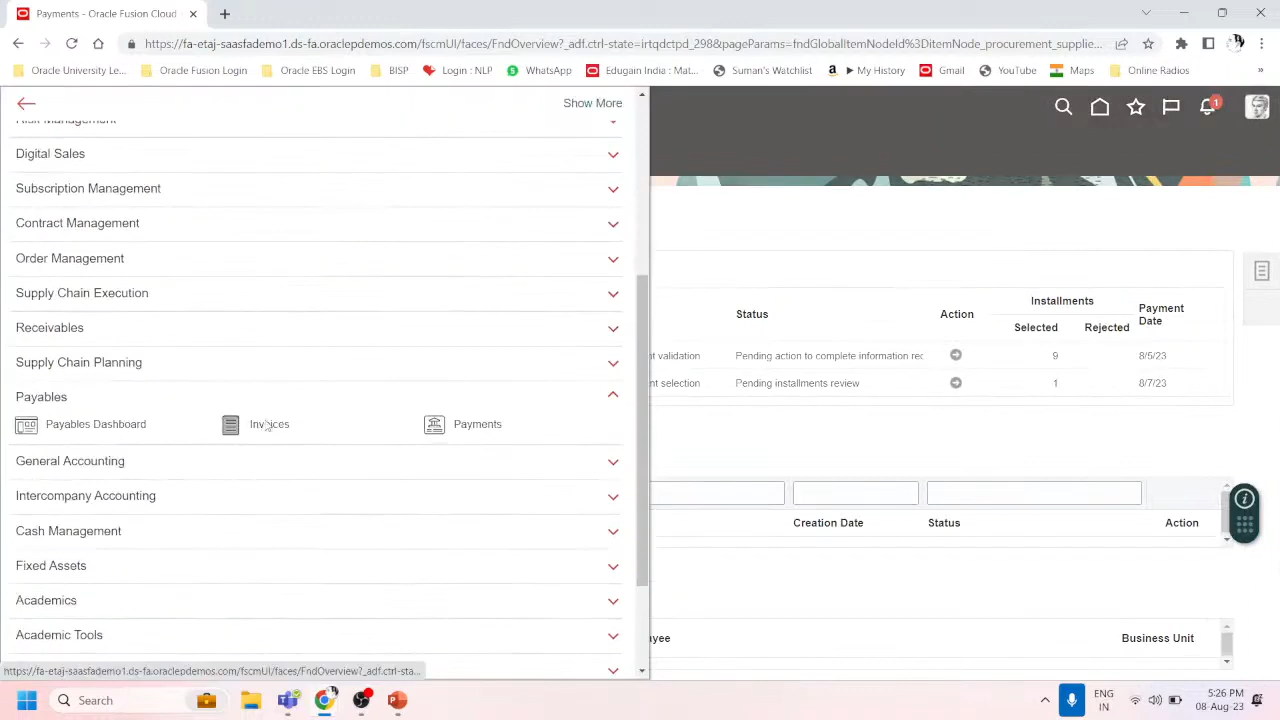 Payments - Oracle Fusion Cloud
https://fa-etaj-saasfademo1.ds-fa.oraclepdemos.com/fscmUI/faces/FndOverview?_adf.ctrl-state=irtqdctpd_298&pageParams=fndGlobalItemNodeId%3DitemNode_procurement_supplie...
Oracle University Le... Oracle Fusion Login Oracle EBS Login BISP Login : NLP WhatsApp Edugain India : Mat... Suman's Watchlist ▶ My History Gmail YouTube Maps Online Radios »
Show More
1
Risk Management
Digital Sales
Subscription Management
Contract Management
Order Management
Supply Chain Execution
Receivables
Supply Chain Planning
Payables
Payables Dashboard Invoices Payments
General Accounting
Intercompany Accounting
Cash Management
Fixed Assets
Academics
Academic Tools
Installments
Status Action Selected Rejected Payment Date
validation Pending action to complete information 9 8/5/23
selection Pending installments review 1 8/7/23
Creation Date Status Action
Business Unit
https://fa-etaj-saasfademo1.ds-fa.oraclepdemos.com/fscmUI/faces/FndOverview?_adf.ctrl-sta...
Search
ENG
IN
5:26 PM
08-Aug-23